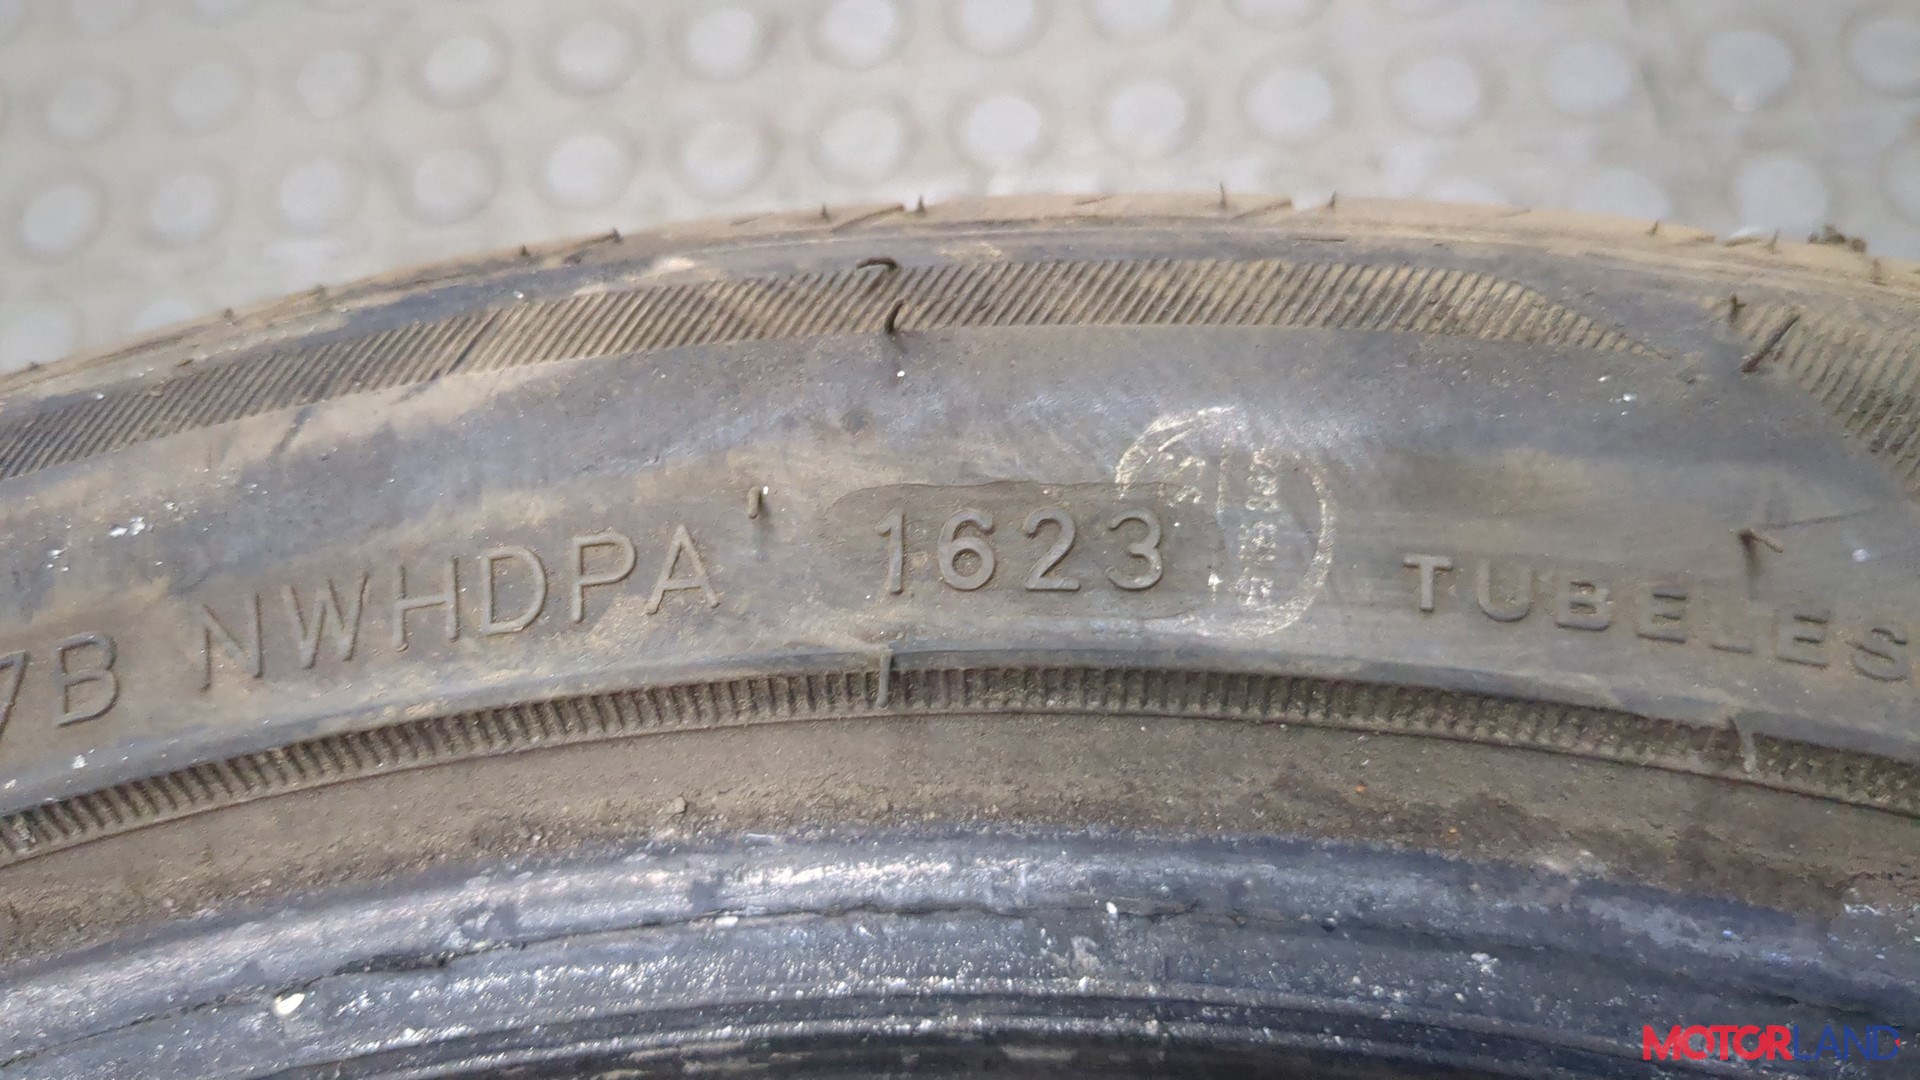 7B NWHDPA 1623 TUBELES
MOTORLAND